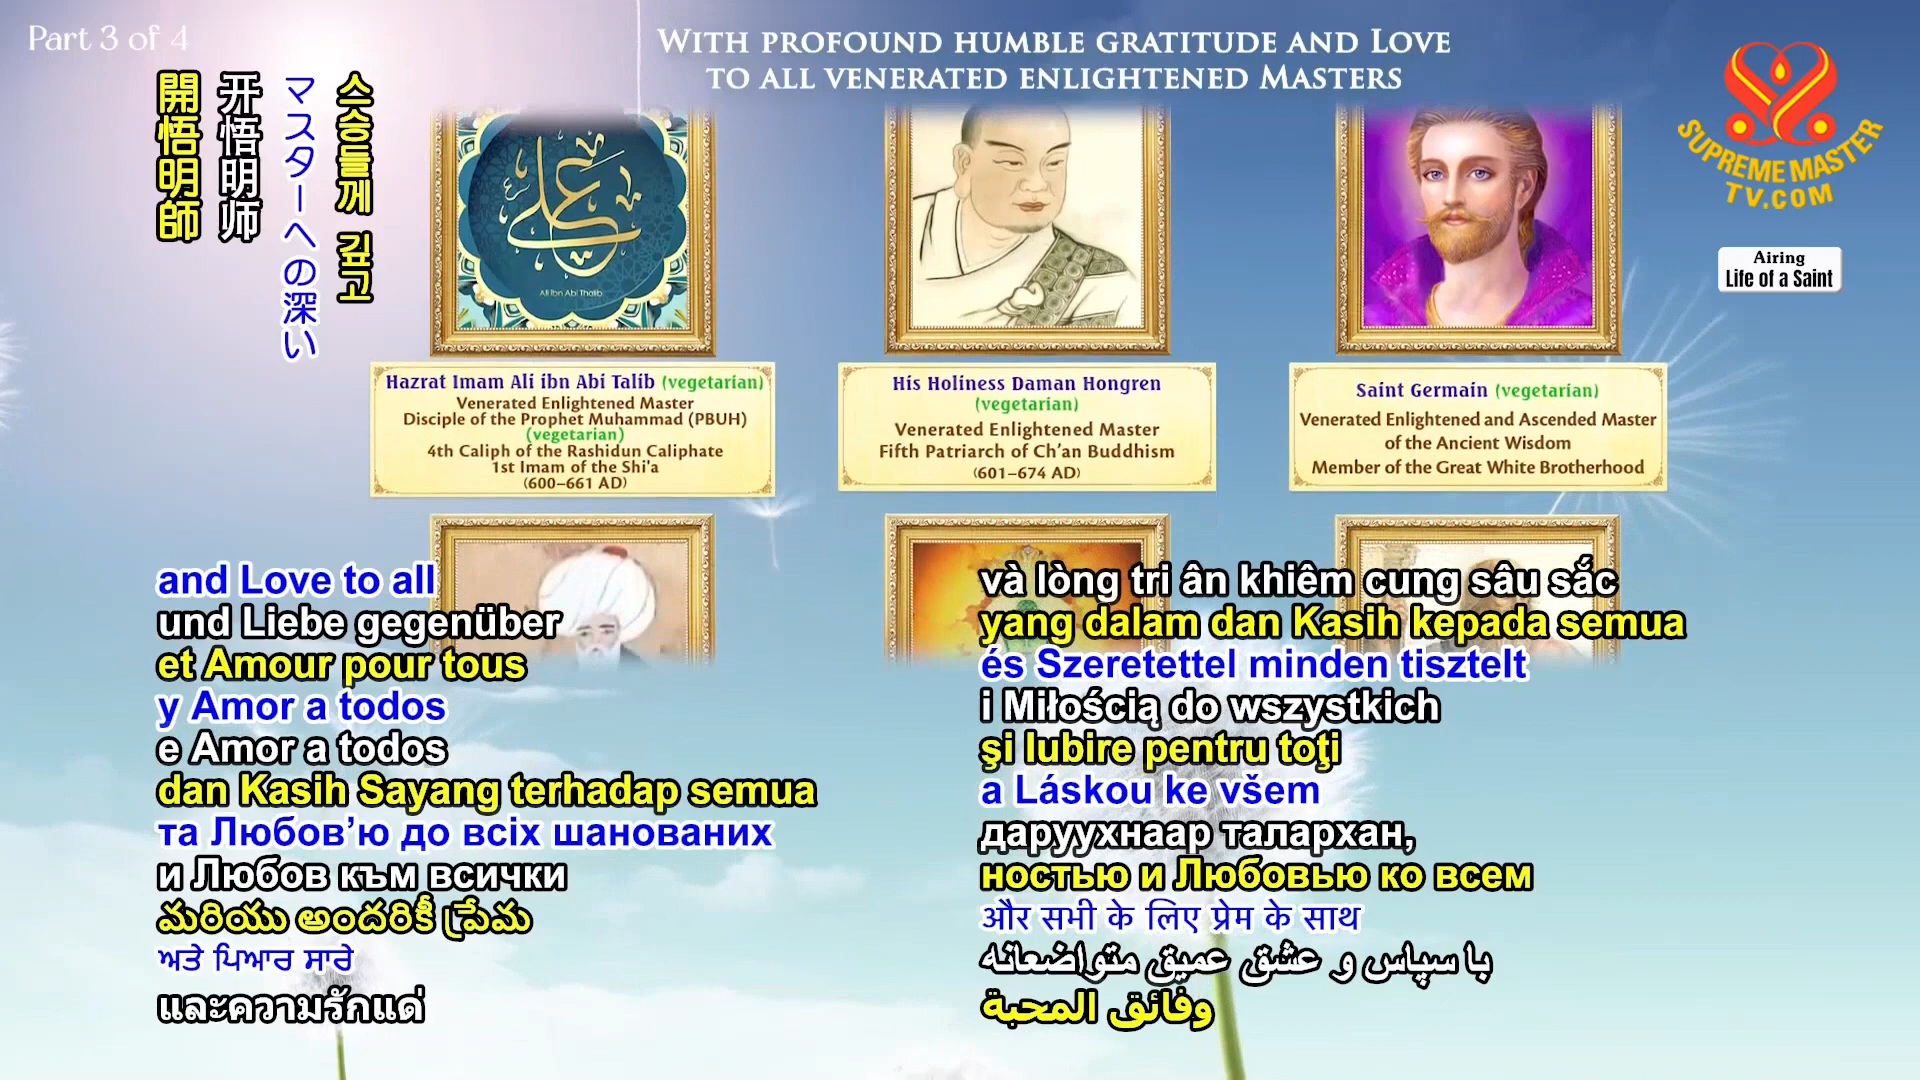 Part 3 of 4
WITH PROFOUND HUMBLE GRATITUDE AND LOVE
TO ALL VENERATED ENLIGHTENED MASTERS
開悟明師
开悟明师
マスターへの深い
스승들께 깊고
SUPREME MASTER
TV.COM
Airing
Life of a Saint
علي
Ali Ibn Abi Thalib
Hazrat Imam Ali ibn Abi Talib (vegetarian)
Venerated Enlightened Master
Disciple of the Prophet Muhammad (PBUH)
(vegetarian)
4th Caliph of the Rashidun Caliphate
1st Imam of the Shi'a
(600–661 AD)
His Holiness Daman Hongren
(vegetarian)
Venerated Enlightened Master
Fifth Patriarch of Ch’an Buddhism
(601–674 AD)
Saint Germain (vegetarian)
Venerated Enlightened and Ascended Master
of the Ancient Wisdom
Member of the Great White Brotherhood
and Love to all
und Liebe gegenüber
et Amour pour tous
y Amor a todos
e Amor a todos
dan Kasih Sayang terhadap semua
та Любов’ю до всіх шанованих
и Любов към всички
మరియు అందరికీ ప్రేమ
ਅਤੇ ਪਿਆਰ ਸਾਰੇ
และความรักแด่
và lòng tri ân khiêm cung sâu sắc
yang dalam dan Kasih kepada semua
és Szeretettel minden tisztelt
i Miłością do wszystkich
şi Iubire pentru toţi
a Láskou ke všem
даруухнаар талархан,
ностью и Любовью ко всем
और सभी के लिए प्रेम के साथ
با سپاس و عشق عمیق متواضعانه
وفائق المحبة